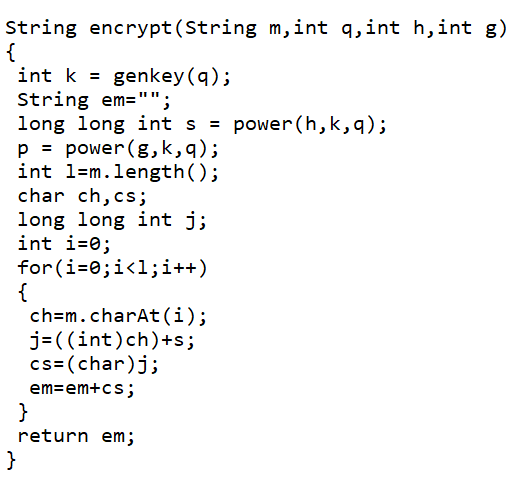 String encrypt(String m,int q,int h,int g)
{
int k = genkey(q);
String em="";
long long int s = power(h,k,q);
p = power(g,k,q);
int l=m.length();
char ch,cs;
long long int j;
int i=0;
for(i=0;i<l;i++)
{
ch=m.charAt(i);
j=((int)ch)+s;
cs=(char)j;
em=em+cs;
}
return em;
}